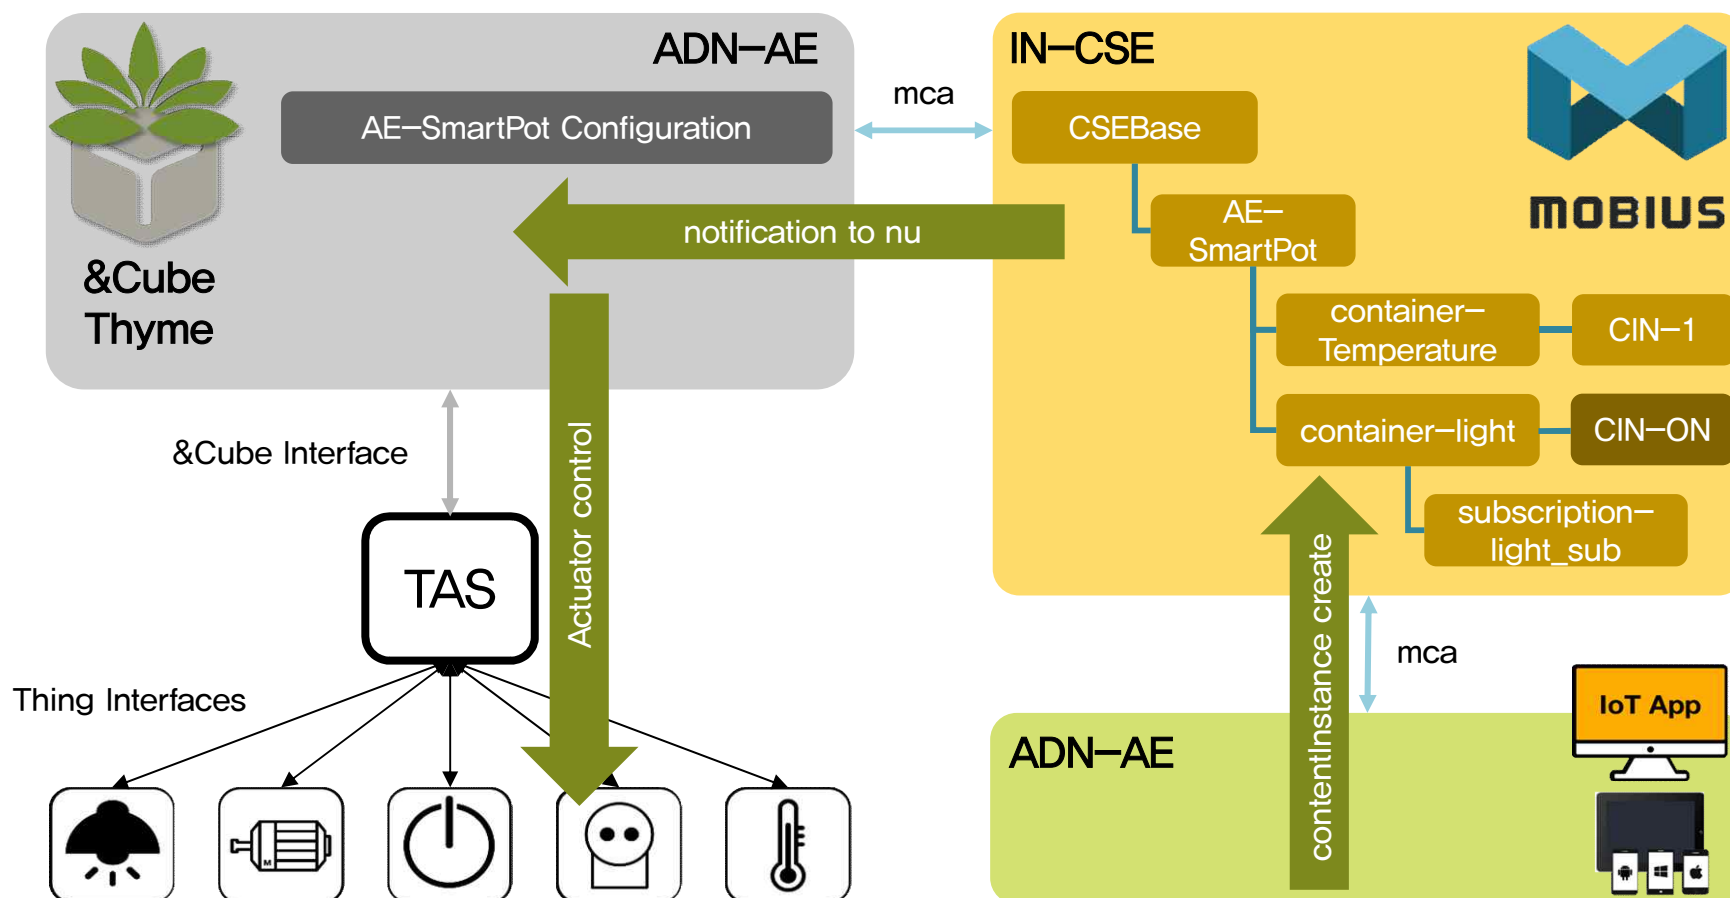 ADN–AE
AE–SmartPot Configuration
&Cube
Thyme
mca
IN–CSE
CSEBase
MOBIUS
AE–
SmartPot
notification to nu
container–
Temperature
CIN–1
container–light
CIN–ON
subscription–
light_sub
&Cube Interface
Actuator control
TAS
Thing Interfaces
M
contentInstance create
mca
ADN–AE
IoT App